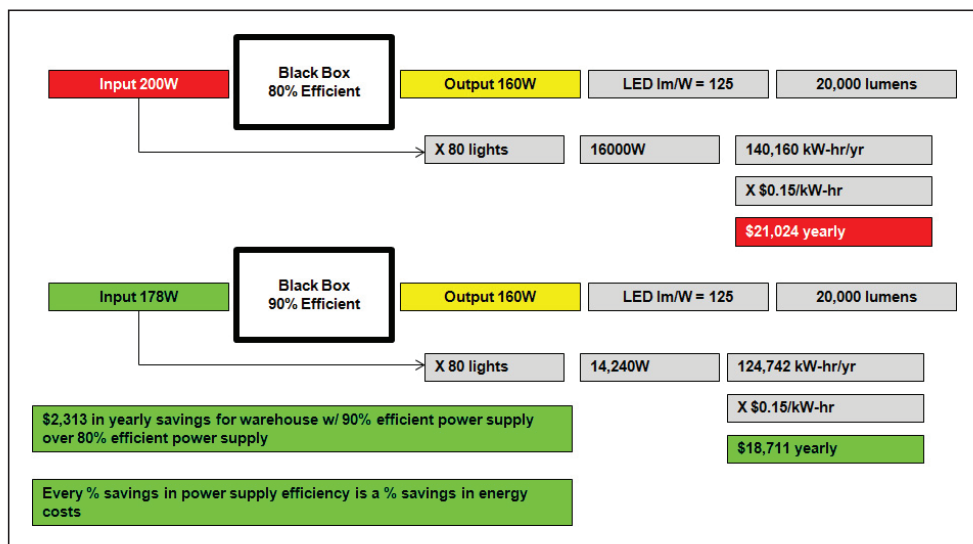 Input 200W
Black Box
80% Efficient
Output 160W
LED lm/W = 125
20,000 lumens
X 80 lights
16000W
140,160 kW-hr/yr
X $0.15/kW-hr
$21,024 yearly
Input 178W
Black Box
90% Efficient
Output 160W
LED lm/W = 125
20,000 lumens
X 80 lights
14,240W
124,742 kW-hr/yr
X $0.15/kW-hr
$18,711 yearly
$2,313 in yearly savings for warehouse w/ 90% efficient power supply
over 80% efficient power supply
Every % savings in power supply efficiency is a % savings in energy
costs